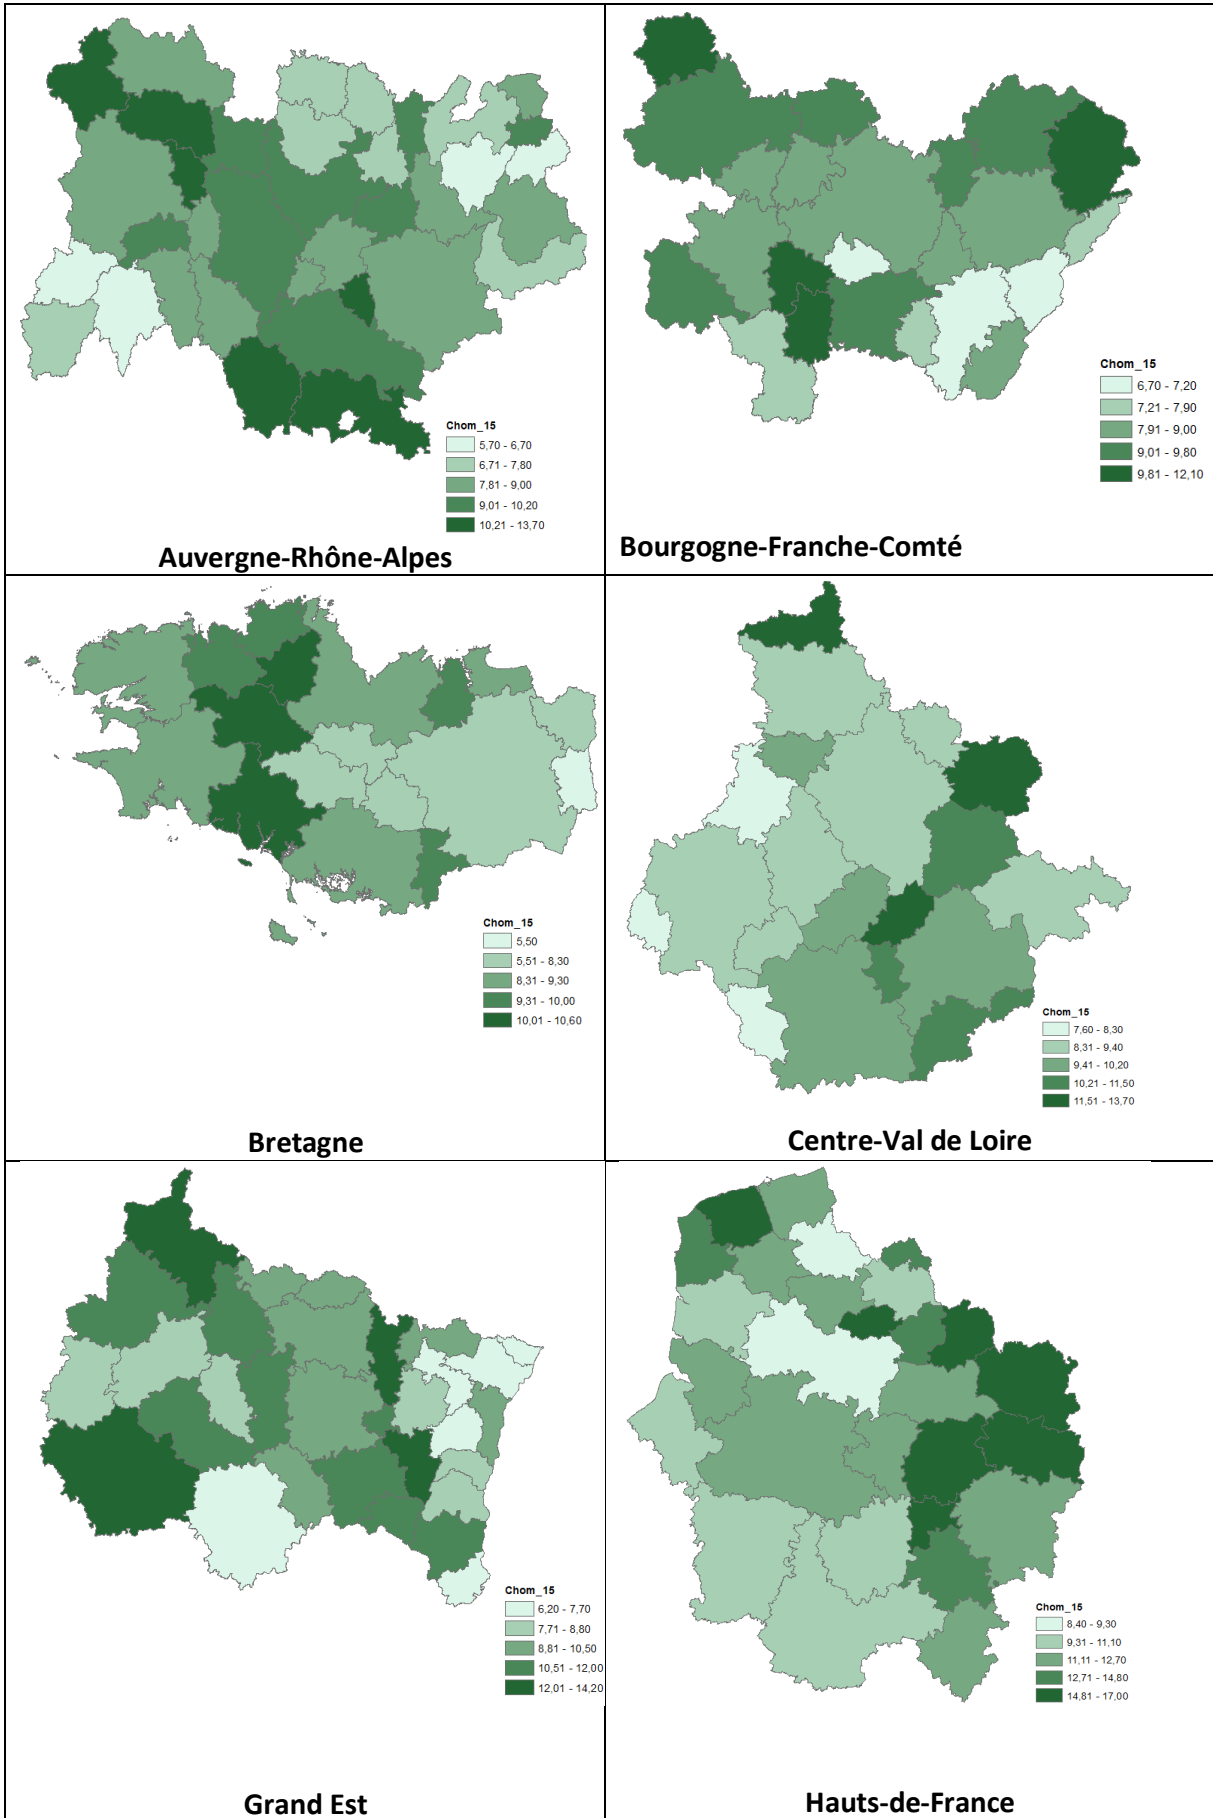 Chom_15
5,70 - 6,70
6,71 - 7,80
7,81 - 9,00
9,01 - 10,20
10,21 - 13,70
Auvergne-Rhône-Alpes
Chom_15
6,70 - 7,20
7,21 - 7,90
7,91 - 9,00
9,01 - 9,80
9,81 - 12,10
Bourgogne-Franche-Comté
Chom_15
5,50
5,51 - 8,30
8,31 - 9,30
9,31 - 10,00
10,01 - 10,60
Bretagne
Chom_15
7,60 - 8,30
8,31 - 9,40
9,41 - 10,20
10,21 - 11,50
11,51 - 13,70
Centre-Val de Loire
Chom_15
6,20 - 7,70
7,71 - 8,80
8,81 - 10,50
10,51 - 12,00
12,01 - 14,20
Grand Est
Chom_15
8,40 - 9,30
9,31 - 11,10
11,11 - 12,70
12,71 - 14,80
14,81 - 17,00
Hauts-de-France